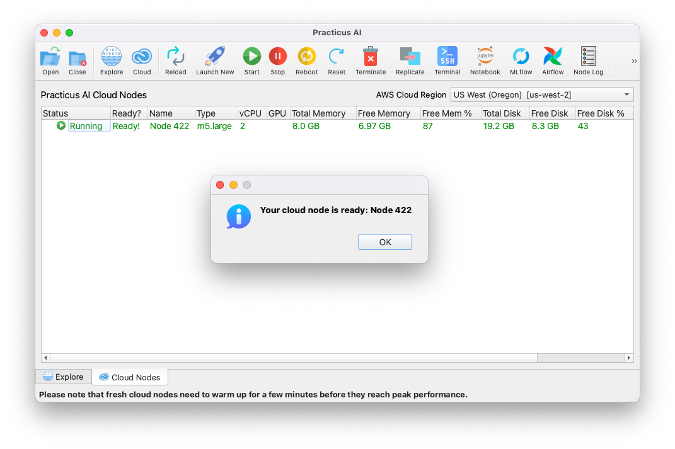 Practicus AI
Open Close Explore Cloud Reload Launch New Start Stop Reboot Reset Terminate Replicate Terminal Notebook MLflow Airflow Node Log »
>_ SSH jupyter
Practicus AI Cloud Nodes AWS Cloud Region US West (Oregon) [us-west-2]
Status Ready? Name Type vCPU GPU Total Memory Free Memory Free Mem % Total Disk Free Disk Free Disk %
Running Ready! Node 422 m5.large 2 8.0 GB 6.97 GB 87 19.2 GB 8.3 GB 43
Your cloud node is ready: Node 422
OK
Explore Cloud Nodes
Please note that fresh cloud nodes need to warm up for a few minutes before they reach peak performance.